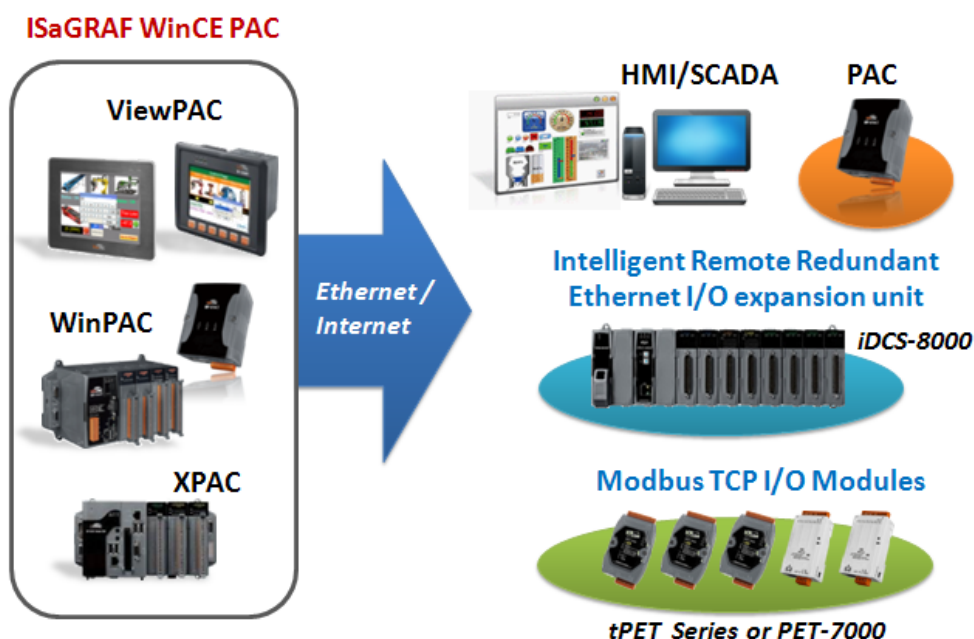 ISaGRAF WinCE PAC
ViewPAC
WinPAC
XPAC
Ethernet /
Internet
HMI/SCADA
PAC
Intelligent Remote Redundant
Ethernet I/O expansion unit
iDCS-8000
Modbus TCP I/O Modules
tPET Series or PET-7000